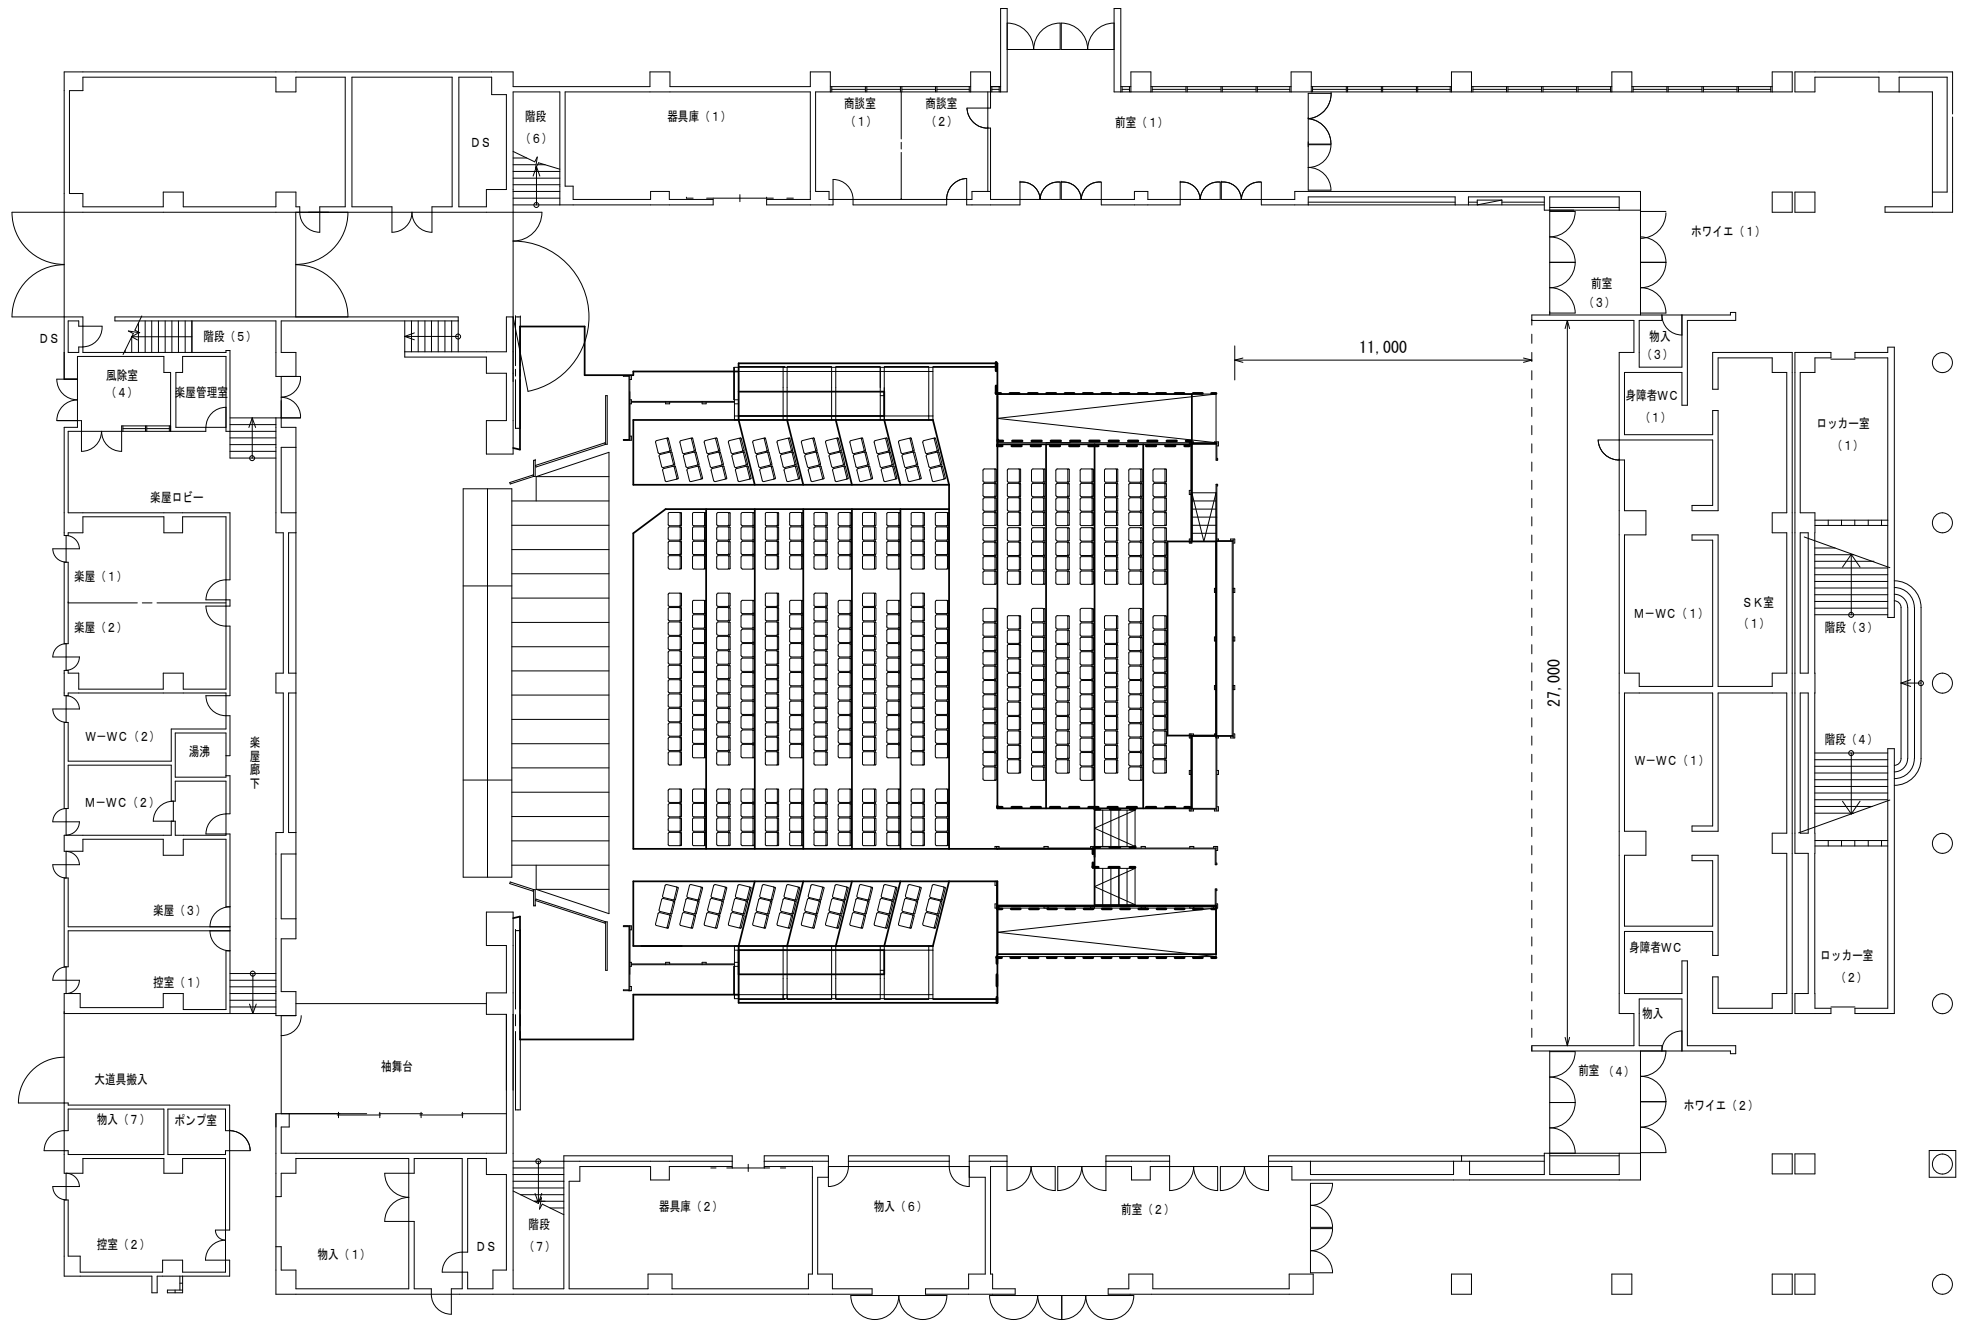 商談室
(1)
商談室
(2)
階段
(6)
器具庫(1)
前室(1)
DS
ホワイエ(1)
前室
(3)
DS
階段(5)
物入
(3)
11,000
風除室
(4)
楽屋管理室
身障者WC
(1)
ロッカー室
(1)
楽屋ロビー
楽屋(1)
楽屋(2)
M-WC(1)
SK室
(1)
階段(3)
27,000
W-WC(2)
湯沸
楽屋廊下
階段(4)
W-WC(1)
M-WC(2)
楽屋(3)
控室(1)
身障者WC
ロッカー室
(2)
物入
大道具搬入
袖舞台
前室(4)
ホワイエ(2)
物入(7)
ポンプ室
器具庫(2)
物入(6)
前室(2)
階段
(7)
控室(2)
物入(1)
DS